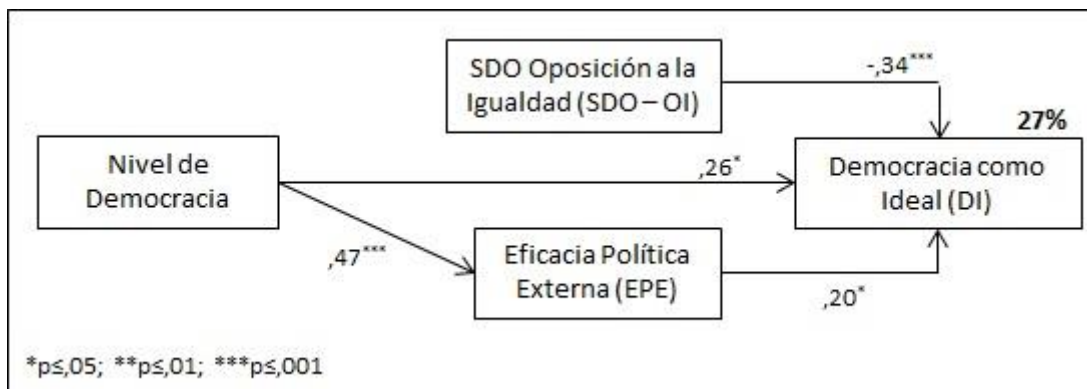 SDO Oposición a la
Igualdad (SDO – OI)
-,34***
27%
Nivel de
Democracia
,26*
Democracia como
Ideal (DI)
,47***
Eficacia Política
Externa (EPE)
,20*
*p≤,05; **p≤,01; ***p≤,001